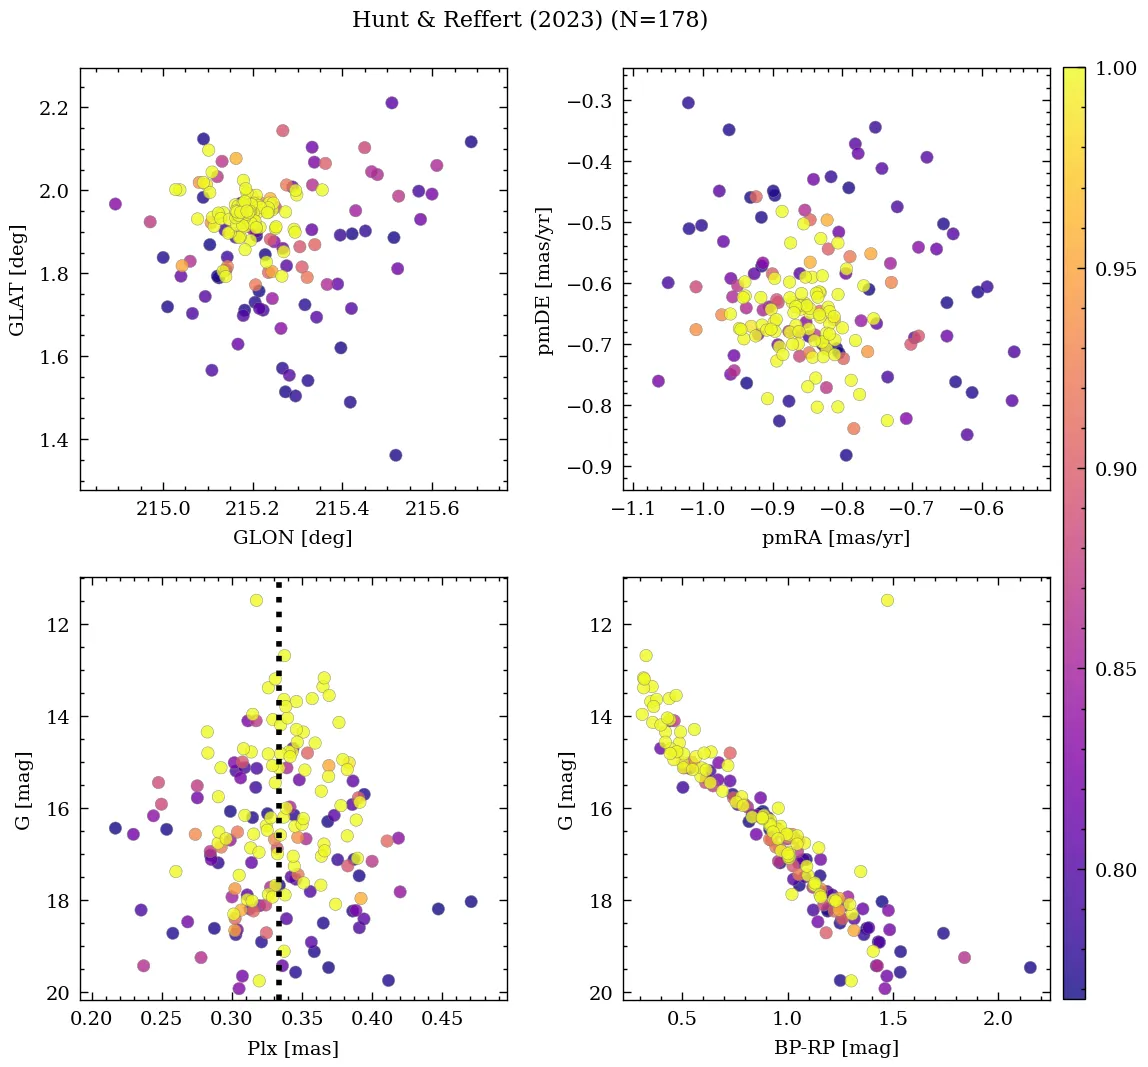 Hunt & Reffert (2023) (N=178)
2.2
2.0
1.8
1.6
1.4
GLAT [deg]
215.0 215.2 215.4 215.6
GLON [deg]
−0.3
−0.4
−0.5
−0.6
−0.7
−0.8
−0.9
pmDE [mas/yr]
−1.1 −1.0 −0.9 −0.8 −0.7 −0.6
pmRA [mas/yr]
1.00
0.95
0.90
0.85
0.80
12
14
16
18
20
G [mag]
0.20 0.25 0.30 0.35 0.40 0.45
Plx [mas]
12
14
16
18
20
G [mag]
0.5 1.0 1.5 2.0
BP-RP [mag]